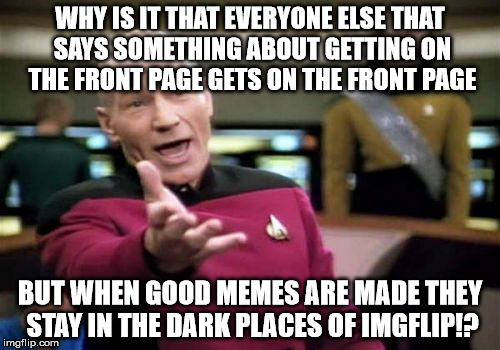 WHY IS IT THAT EVERYONE ELSE THAT
SAYS SOMETHING ABOUT GETTING ON
THE FRONT PAGE GETS ON THE FRONT PAGE
BUT WHEN GOOD MEMES ARE MADE THEY
STAY IN THE DARK PLACES OF IMGFLIP!?
imgflip.com